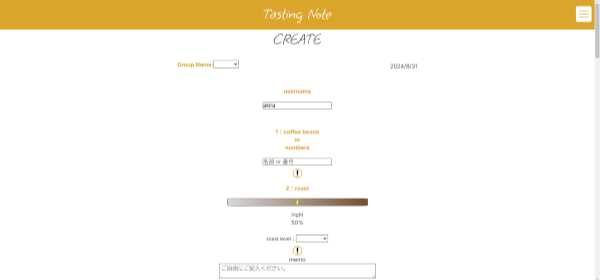 Tasting Note
CREATE
Group Name:
2024/8/31
username
akira
1 : coffee beans
or
numbers
名前 or 番号
2 : roast
hight
50%
roast level :
memo
ご自由にご記入ください。